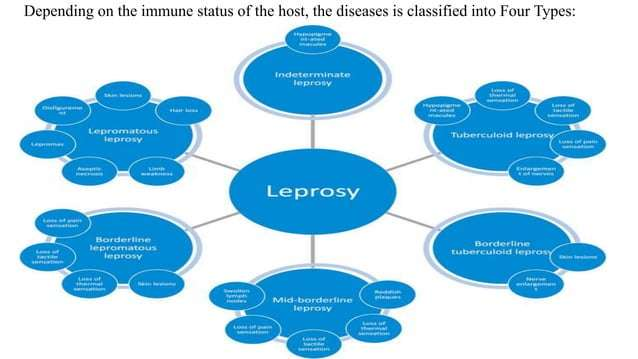 Depending on the immune status of the host, the diseases is classified into Four Types:
Hypopigme
nt-ated
macules
Indeterminate
leprosy
Loss of
thermal
sensation
Hypopigme
nt-ated
macules
Loss of
tactile
sensation
Tuberculoid leprosy
Loss of pain
sensation
Enlargemen
t of nerves
Borderline
tuberculoid leprosy
Skin lesions
Nerve
enlargemen
t
Mid-borderline
leprosy
Swollen
lymph
nodes
Reddish
plaques
Loss of pain
sensation
Loss of
tactile
sensation
Loss of
thermal
sensation
Borderline
lepromatous
leprosy
Loss of pain
sensation
Loss of
tactile
sensation
Loss of
thermal
sensation
Skin lesions
Lepromatous
leprosy
Skin lesions
Disfigureme
nt
Hair loss
Lepromas
Aseptic
necrosis
Limb
weakness
Leprosy